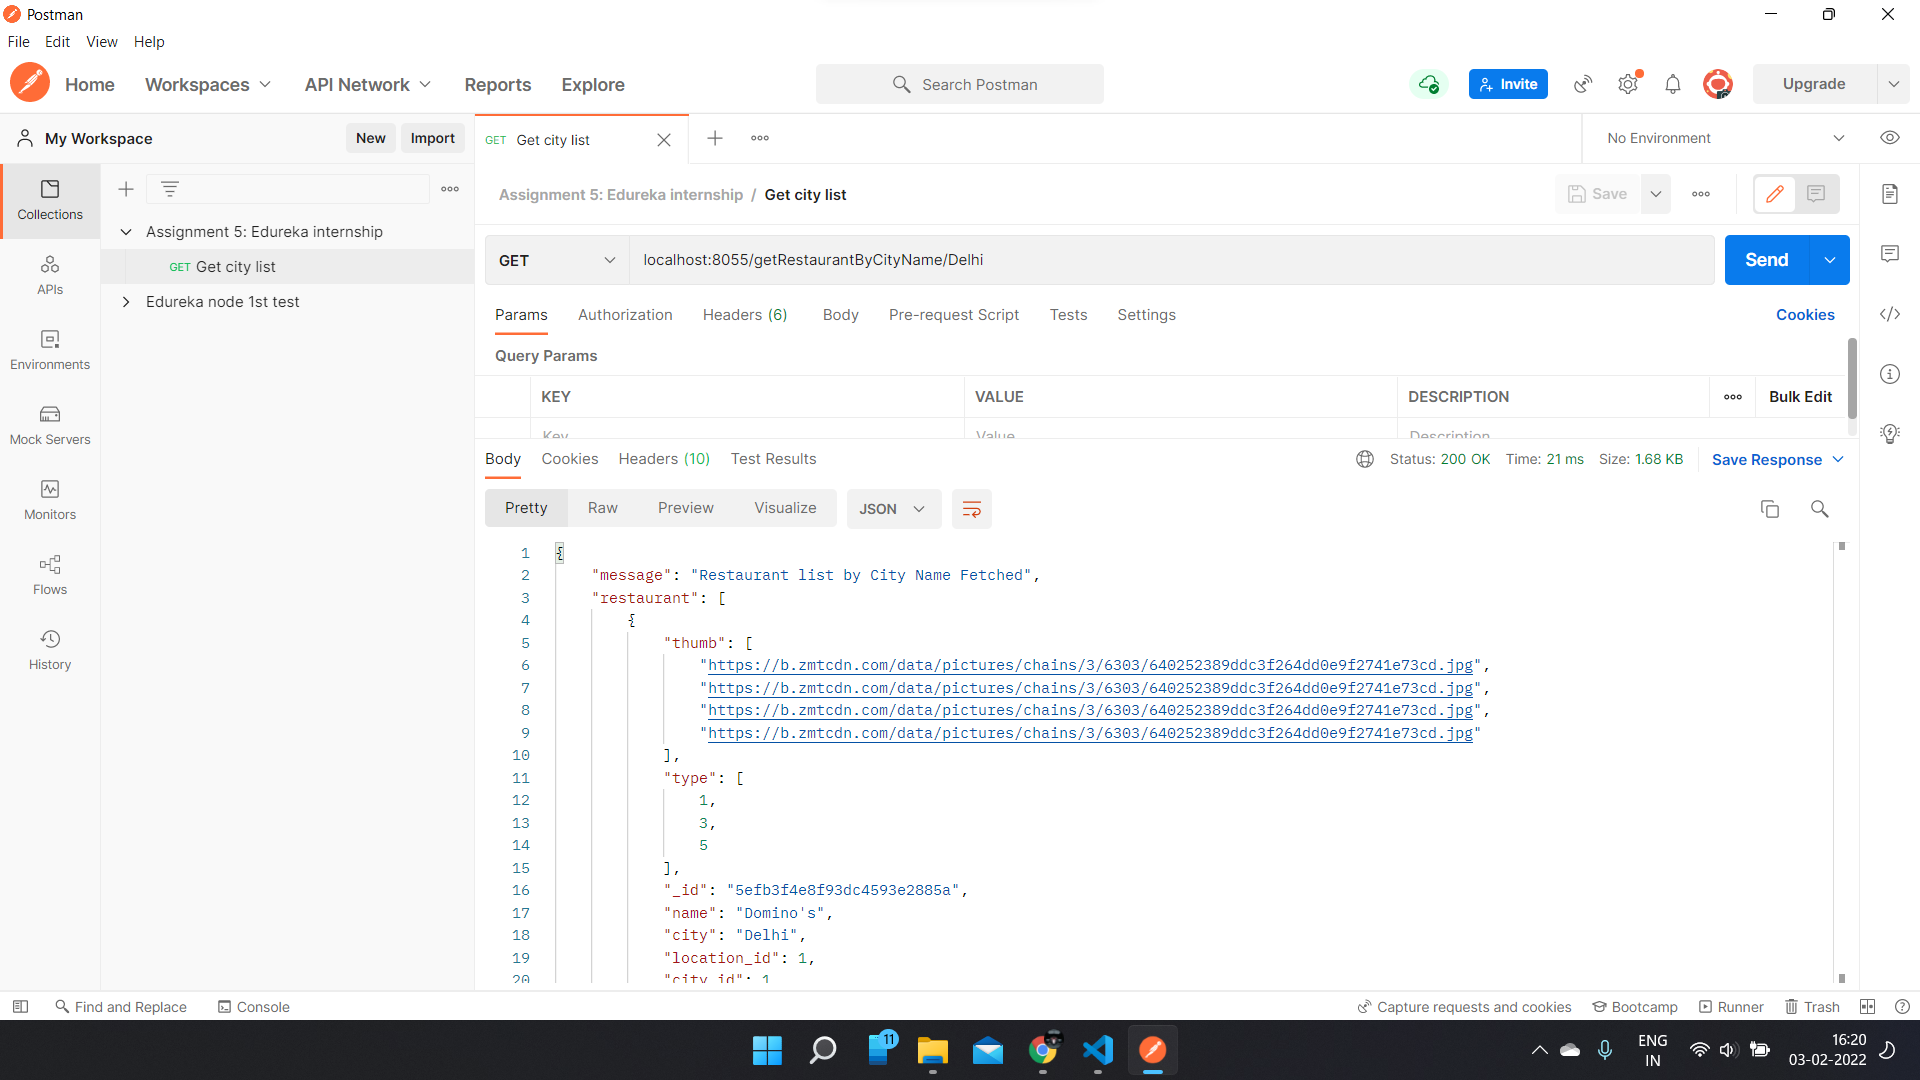 Postman
File Edit View Help
Home Workspaces API Network Reports Explore Search Postman Invite Upgrade
My Workspace New Import GET Get city list No Environment
Assignment 5: Edureka internship / Get city list Save
Collections
Assignment 5: Edureka internship
GET Get city list
Edureka node 1st test
APIs
Environments
Mock Servers
Monitors
Flows
History
GET localhost:8055/getRestaurantByCityName/Delhi Send
Params Authorization Headers (6) Body Pre-request Script Tests Settings Cookies
Query Params
KEY VALUE DESCRIPTION Bulk Edit
Key Value Description
Body Cookies Headers (10) Test Results Status: 200 OK Time: 21 ms Size: 1.68 KB Save Response
Pretty Raw Preview Visualize JSON
1 {
2 "message": "Restaurant list by City Name Fetched",
3 "restaurant": [
4 {
5 "thumb": [
6 "https://b.zmtcdn.com/data/pictures/chains/3/6303/640252389ddc3f264dd0e9f2741e73cd.jpg",
7 "https://b.zmtcdn.com/data/pictures/chains/3/6303/640252389ddc3f264dd0e9f2741e73cd.jpg",
8 "https://b.zmtcdn.com/data/pictures/chains/3/6303/640252389ddc3f264dd0e9f2741e73cd.jpg",
9 "https://b.zmtcdn.com/data/pictures/chains/3/6303/640252389ddc3f264dd0e9f2741e73cd.jpg"
10 ],
11 "type": [
12 1,
13 3,
14 5
15 ],
16 "_id": "5efb3f4e8f93dc4593e2885a",
17 "name": "Domino's",
18 "city": "Delhi",
19 "location_id": 1,
20 "city_id": 1
Find and Replace Console Capture requests and cookies Bootcamp Runner Trash
11
ENG
IN
16:20
03-02-2022